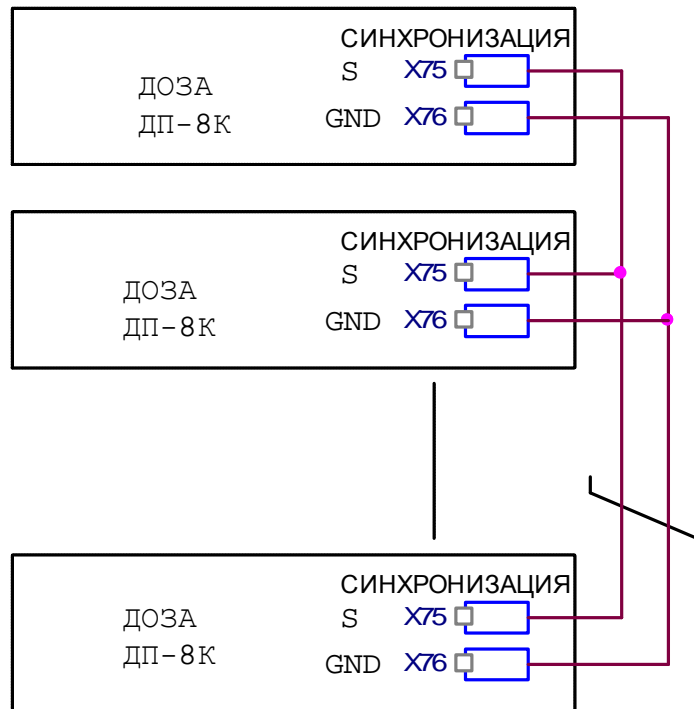 СИНХРОНИЗАЦИЯ
S X75
ДОЗА
ДП-8К
GND X76
СИНХРОНИЗАЦИЯ
S X75
ДОЗА
ДП-8К
GND X76
СИНХРОНИЗАЦИЯ
S X75
ДОЗА
ДП-8К
GND X76